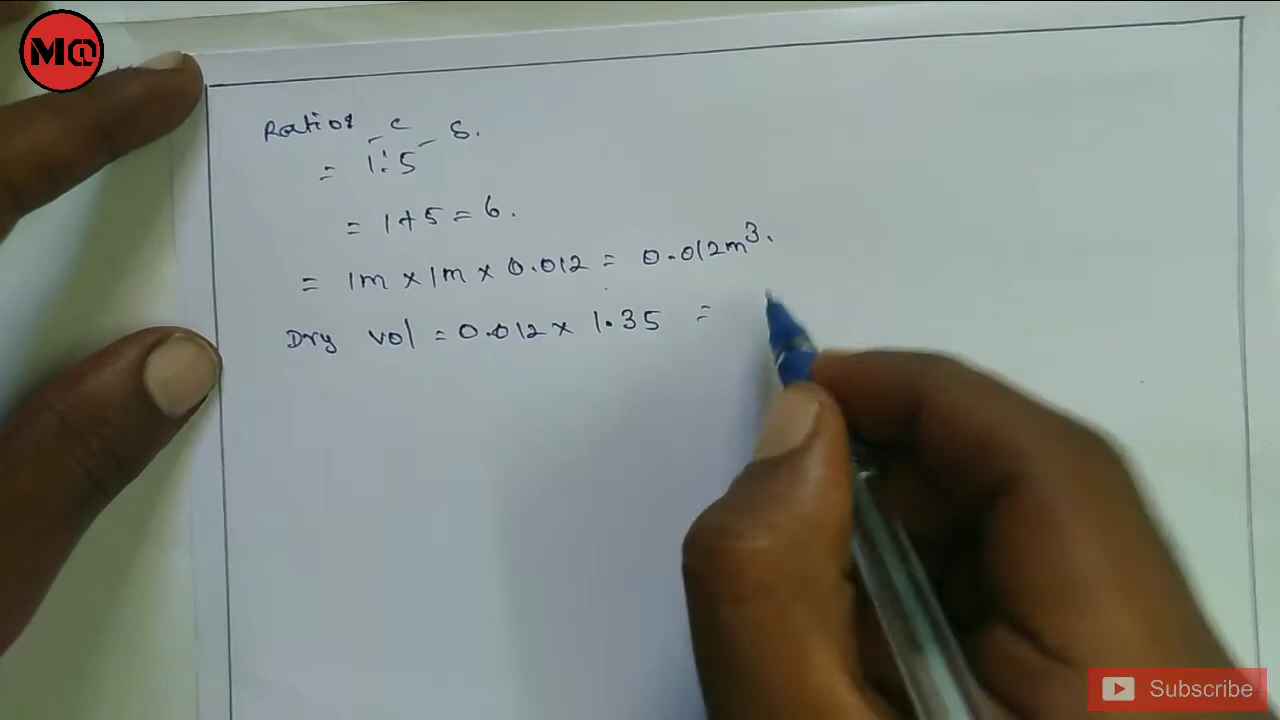 M@
Ratios c s.
= 1:5
= 1+5 = 6.
= 1m × 1m × 0.012 = 0.012m³.
Dry vol = 0.012 × 1.35 =
Subscribe